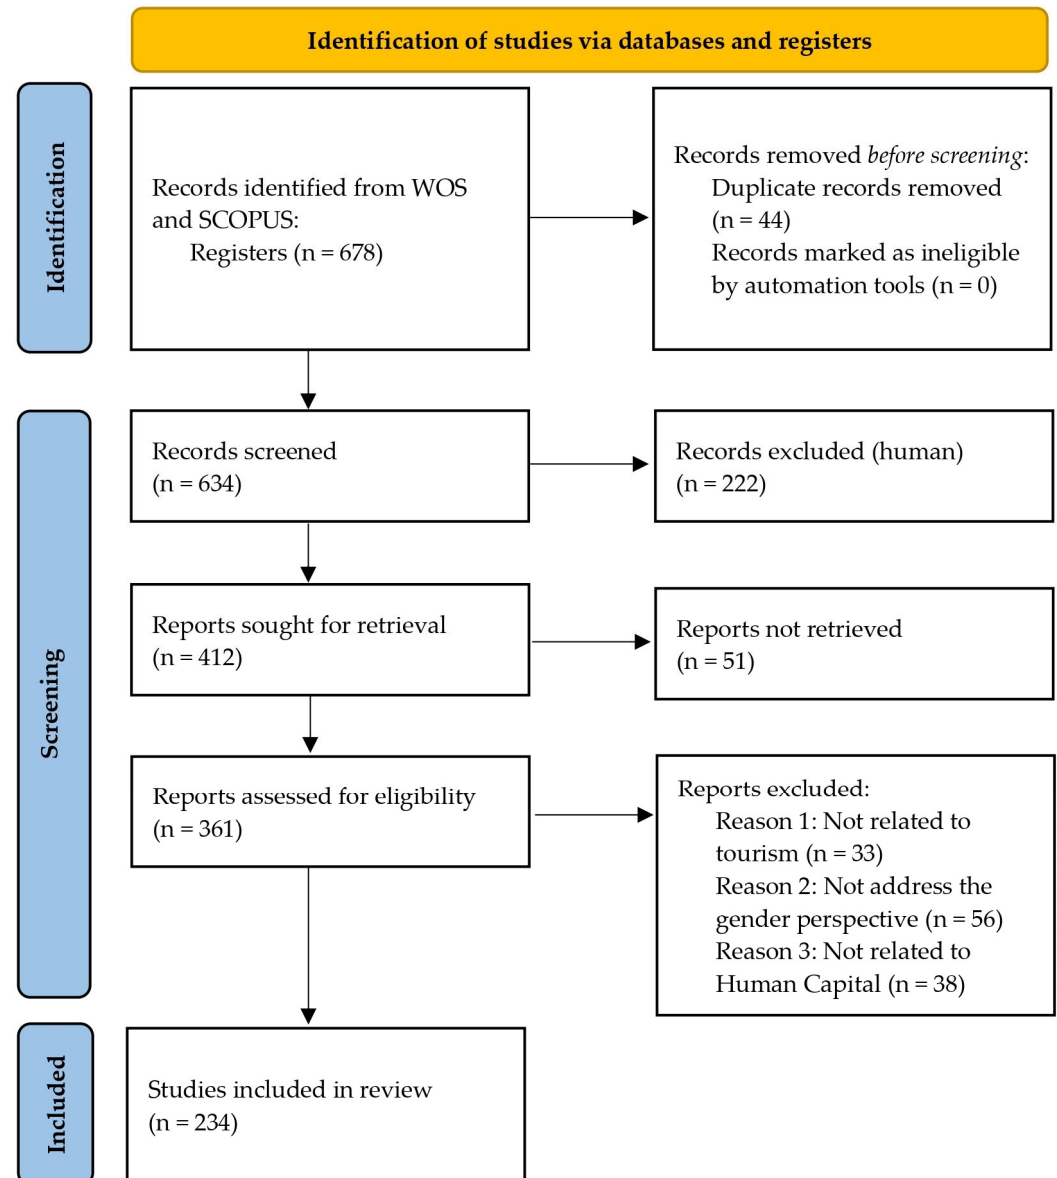 Identification of studies via databases and registers
Identification
Records identified from WOS
and SCOPUS:
Registers (n = 678)
Records removed before screening:
Duplicate records removed
(n = 44)
Records marked as ineligible
by automation tools (n = 0)
Screening
Records screened
(n = 634)
Records excluded (human)
(n = 222)
Reports sought for retrieval
(n = 412)
Reports not retrieved
(n = 51)
Reports assessed for eligibility
(n = 361)
Reports excluded:
Reason 1: Not related to
tourism (n = 33)
Reason 2: Not address the
gender perspective (n = 56)
Reason 3: Not related to
Human Capital (n = 38)
Included
Studies included in review
(n = 234)